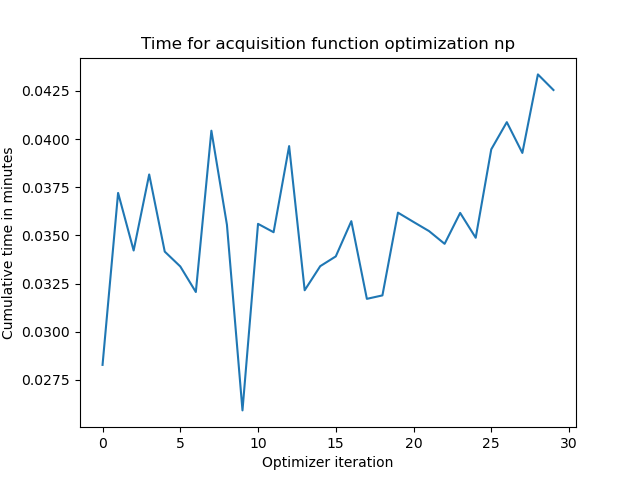 Time for acquisition function optimization np
Cumulative time in minutes
0.0425
0.0400
0.0375
0.0350
0.0325
0.0300
0.0275
0 5 10 15 20 25 30
Optimizer iteration